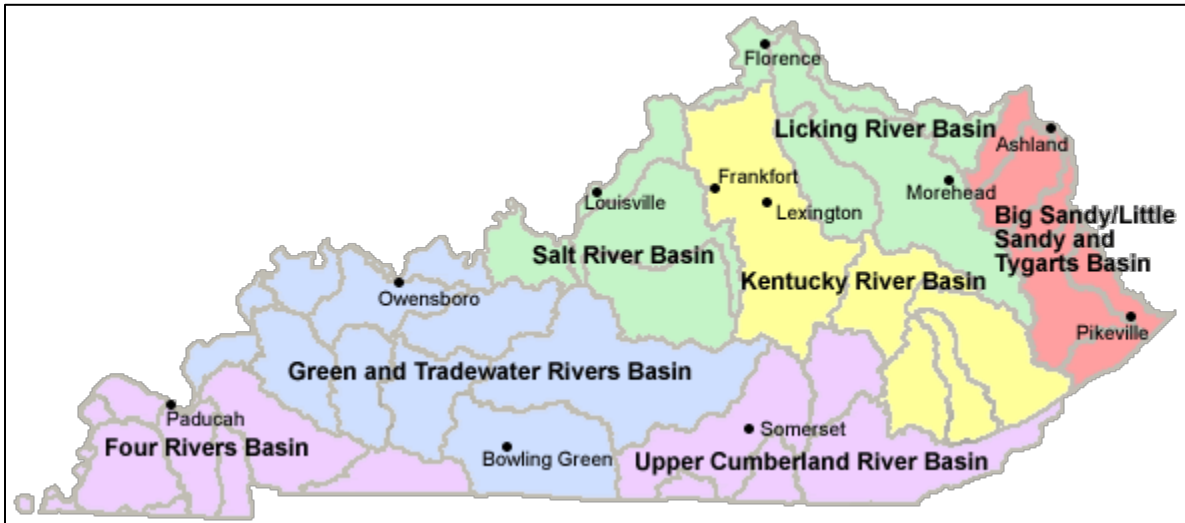 Florence
Licking River Basin
Ashland
Frankfort
Morehead
Louisville
Lexington
Big Sandy/Little
Sandy and
Tygarts Basin
Salt River Basin
Kentucky River Basin
Owensboro
Pikeville
Green and Tradewater Rivers Basin
Paducah
Somerset
Four Rivers Basin
Bowling Green
Upper Cumberland River Basin